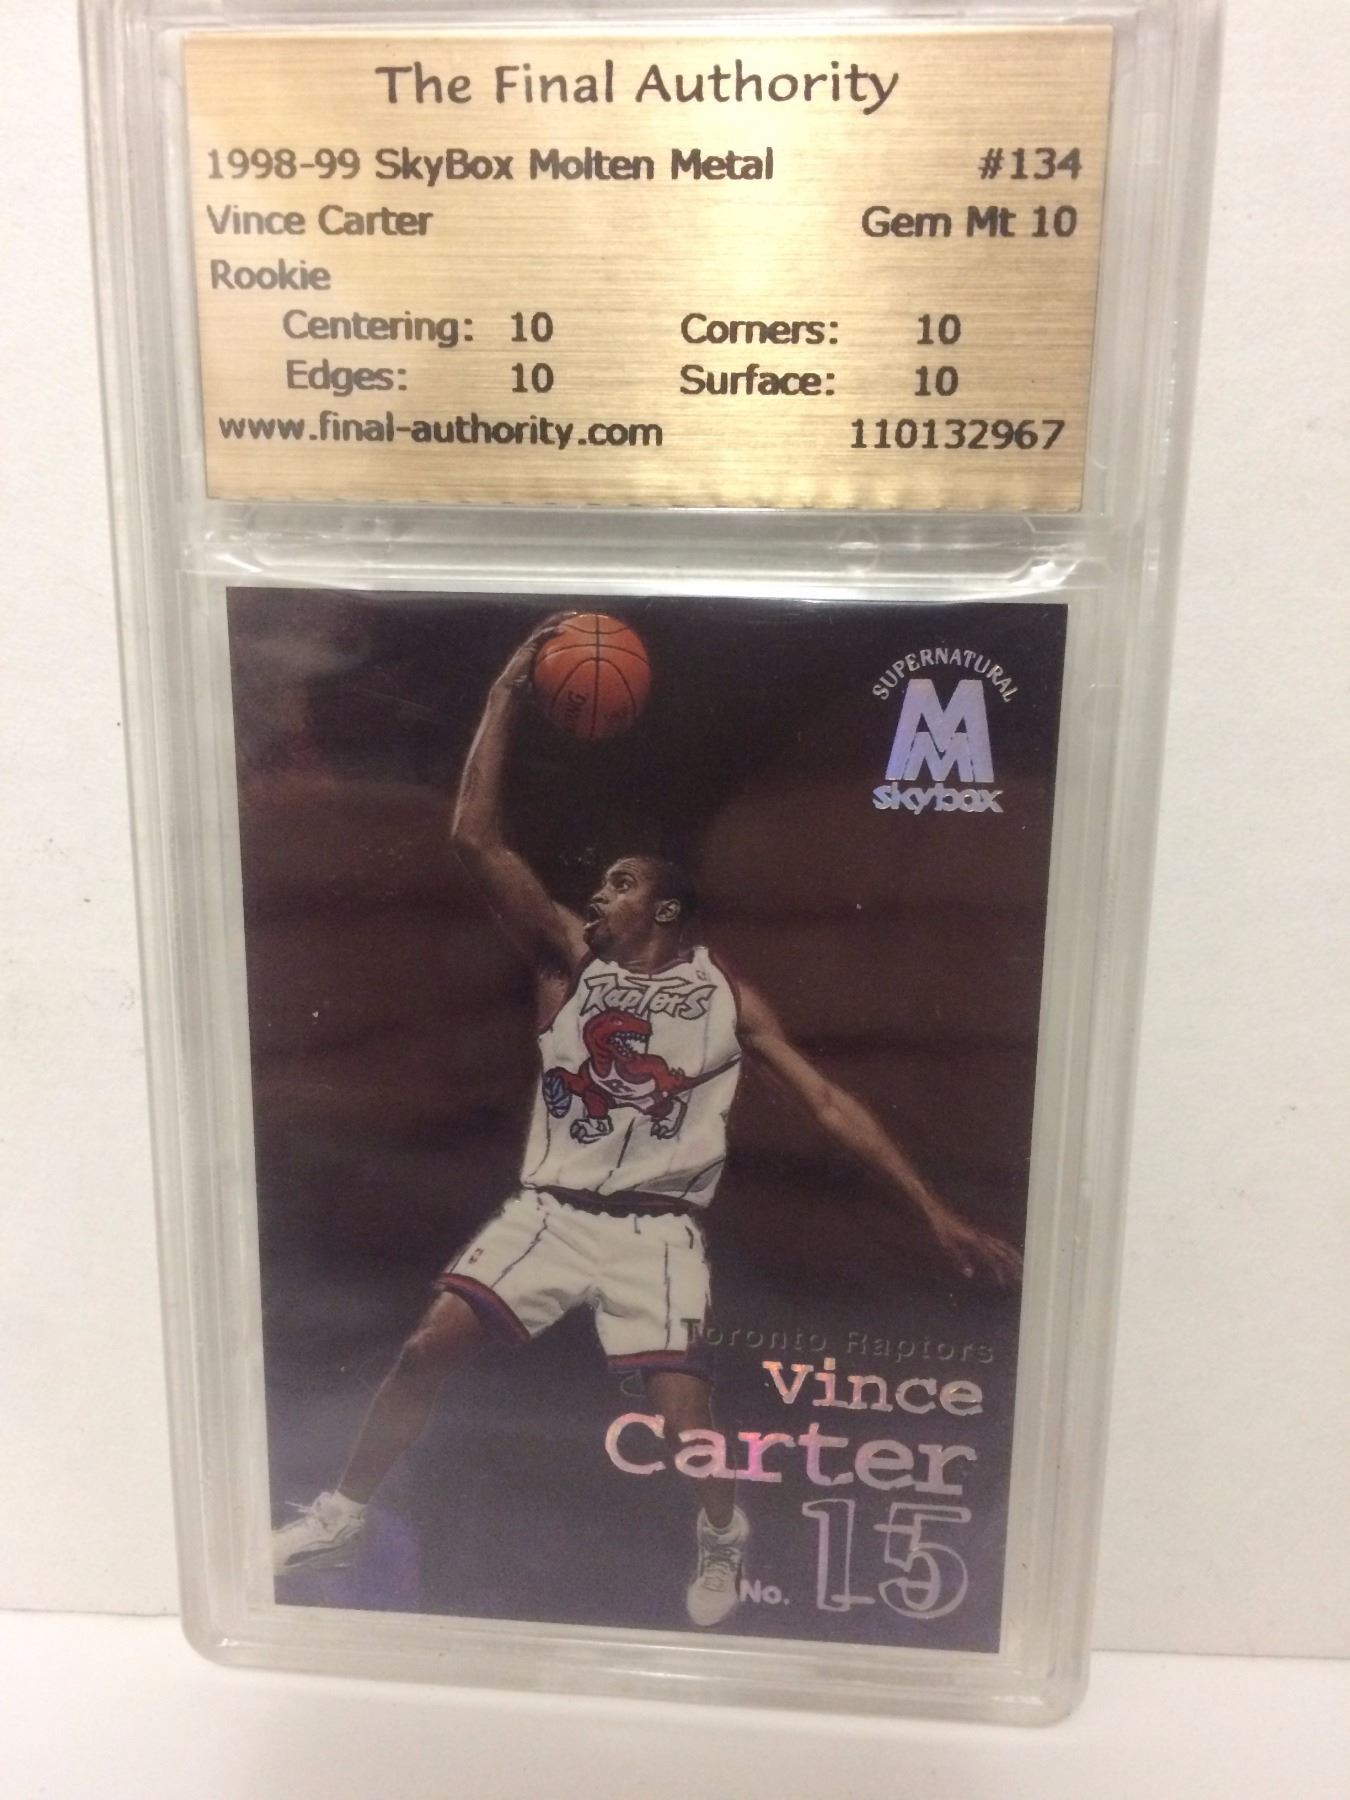 The Final Authority
1998-99 SkyBox Molten Metal #134
Vince Carter Gem Mt 10
Rookie
Centering: 10 Corners: 10
Edges: 10 Surface: 10
www.final-authority.com 110132967
SUPERNATURAL
MM
skybox
RapTorS
Toronto Raptors
Vince
Carter
No. 15